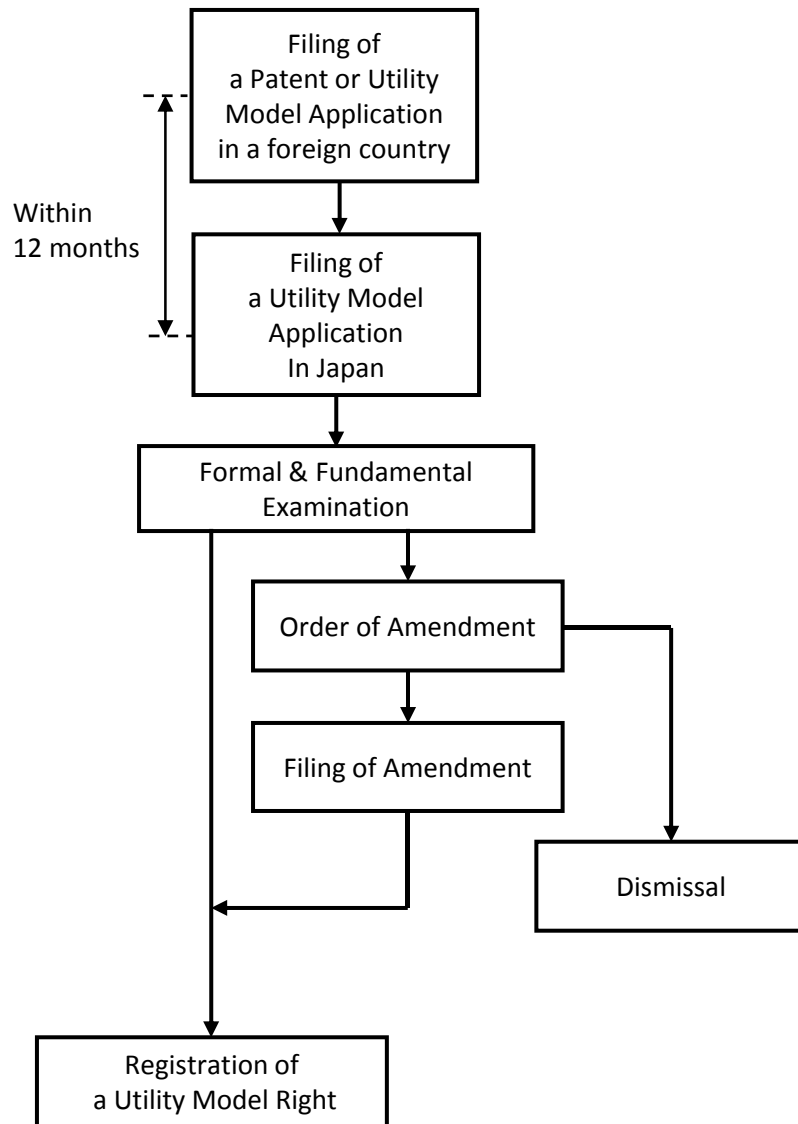 Filing of
a Patent or Utility
Model Application
in a foreign country
Within
12 months
Filing of
a Utility Model
Application
In Japan
Formal & Fundamental
Examination
Order of Amendment
Filing of Amendment
Dismissal
Registration of
a Utility Model Right